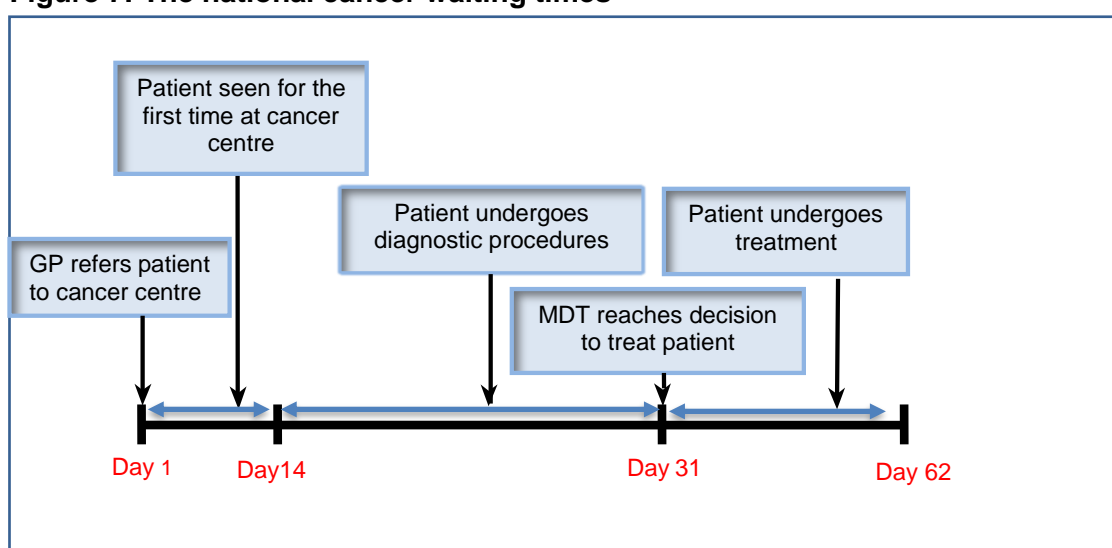 Figure The national cancer waiting times
Patient seen for the
first time at cancer
centre
Patient undergoes
diagnostic procedures
Patient undergoes
treatment
GP refers patient
to cancer centre
MDT reaches decision
to treat patient
Day 1
Day14
Day 31
Day 62